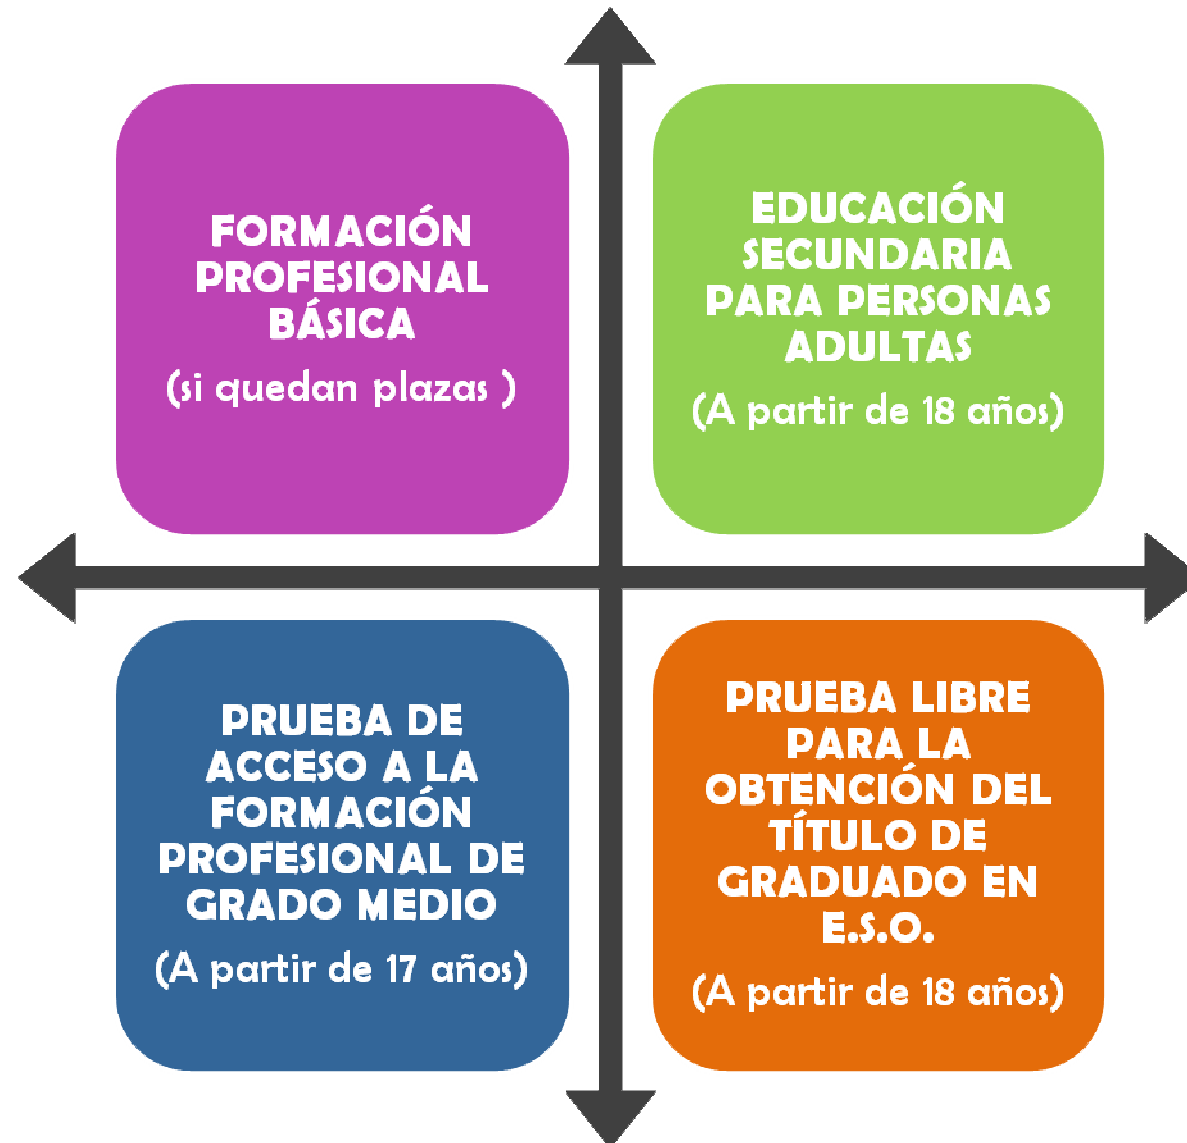 FORMACIÓN
PROFESIONAL
BÁSICA
(si quedan plazas )
EDUCACIÓN
SECUNDARIA
PARA PERSONAS
ADULTAS
(A partir de 18 años)
PRUEBA DE
ACCESO A LA
FORMACIÓN
PROFESIONAL DE
GRADO MEDIO
(A partir de 17 años)
PRUEBA LIBRE
PARA LA
OBTENCIÓN DEL
TÍTULO DE
GRADUADO EN
E.S.O.
(A partir de 18 años)